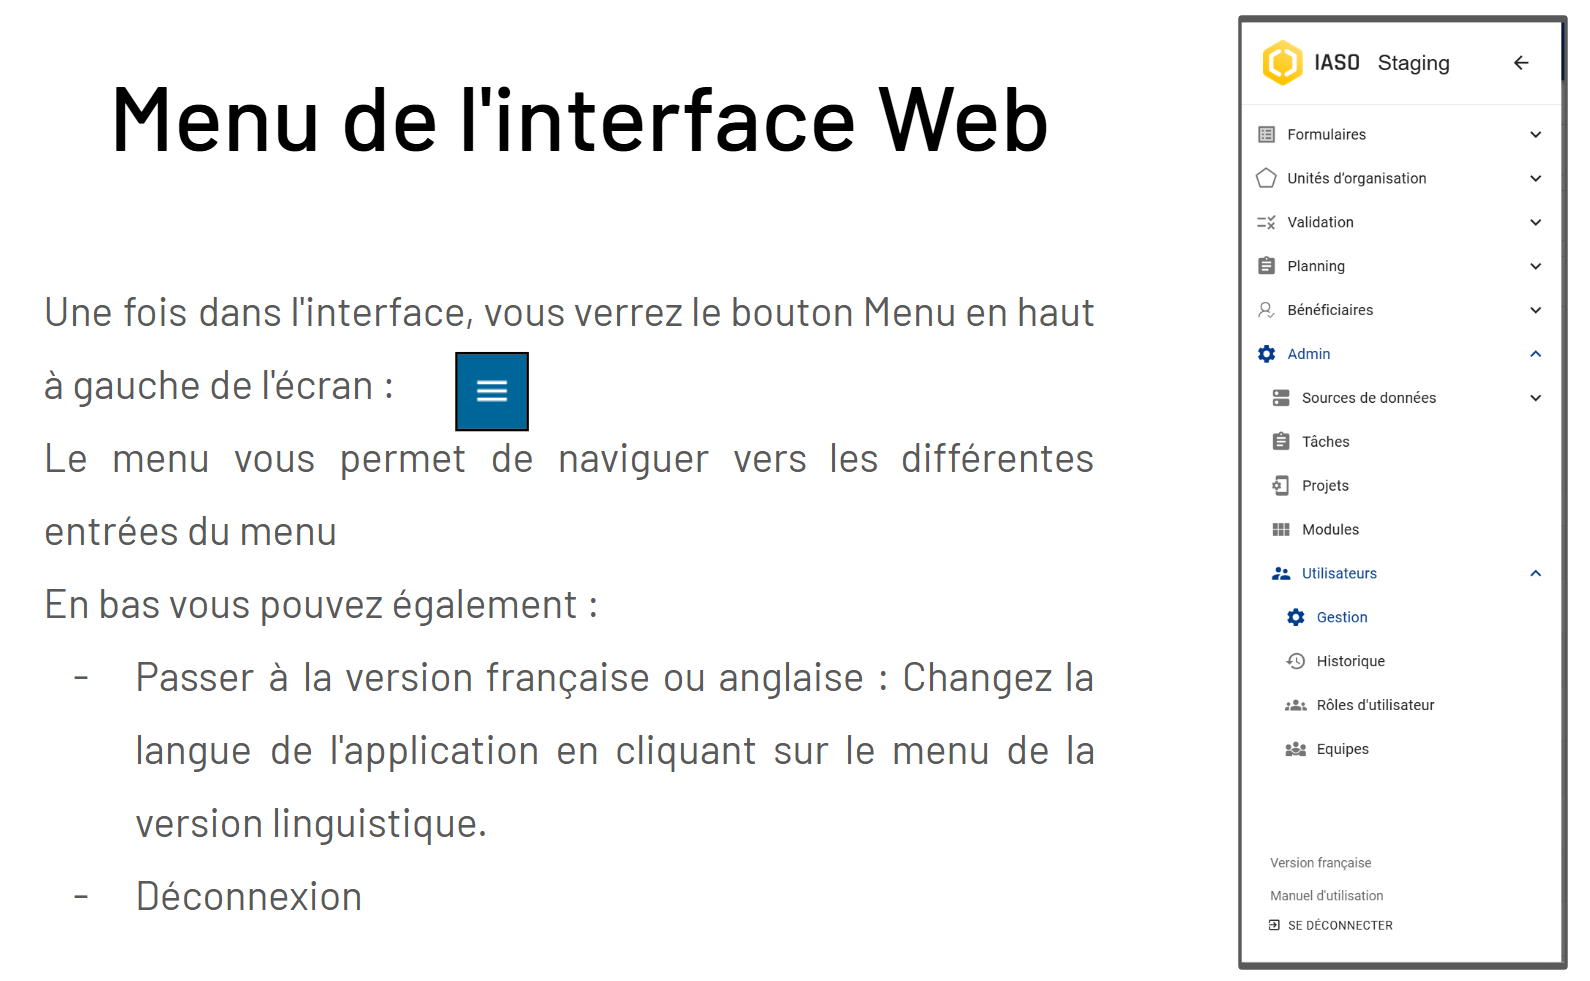 Menu de l'interface Web
Une fois dans l'interface, vous verrez le bouton Menu en haut
à gauche de l'écran :
Le menu vous permet de naviguer vers les différentes
entrées du menu
En bas vous pouvez également :
- Passer à la version française ou anglaise : Changez la
langue de l'application en cliquant sur le menu de la
version linguistique.
- Déconnexion
IASO Staging
Formulaires
Unités d'organisation
Validation
Planning
Bénéficiaires
Admin
Sources de données
Tâches
Projets
Modules
Utilisateurs
Gestion
Historique
Rôles d'utilisateur
Equipes
Version française
Manuel d'utilisation
SE DÉCONNECTER